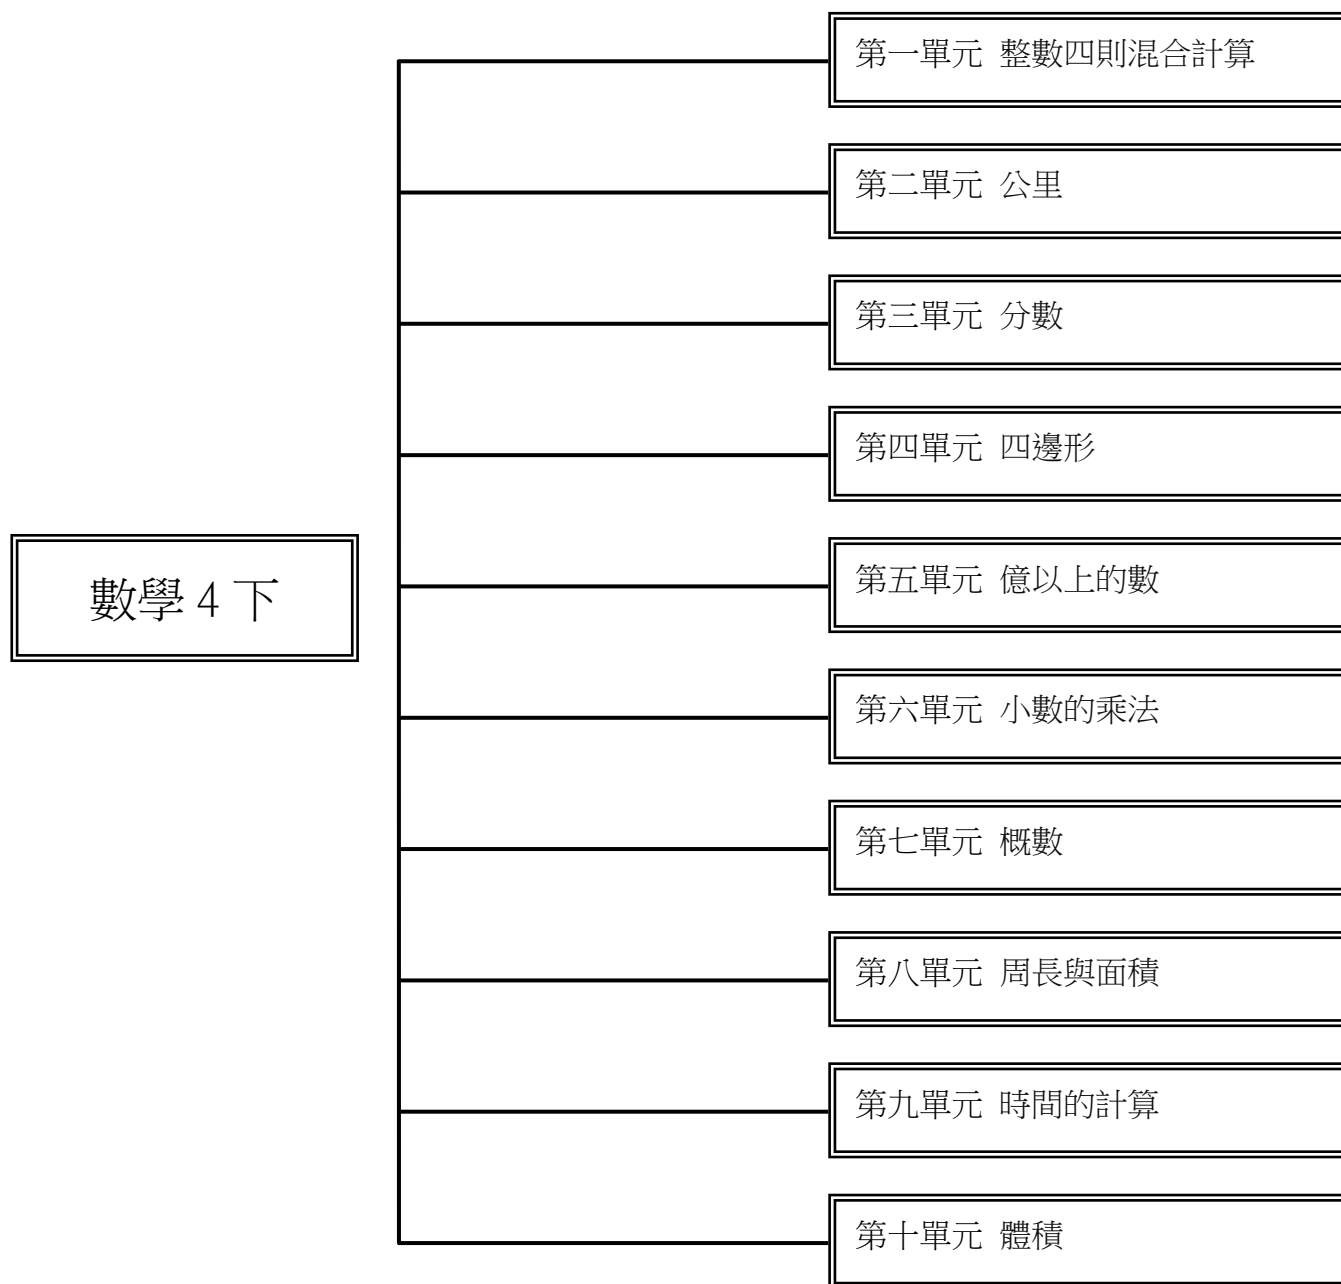 數學 4 下
第一單元 整數四則混合計算
第二單元 公里
第三單元 分數
第四單元 四邊形
第五單元 億以上的數
第六單元 小數的乘法
第七單元 概數
第八單元 周長與面積
第九單元 時間的計算
第十單元 體積